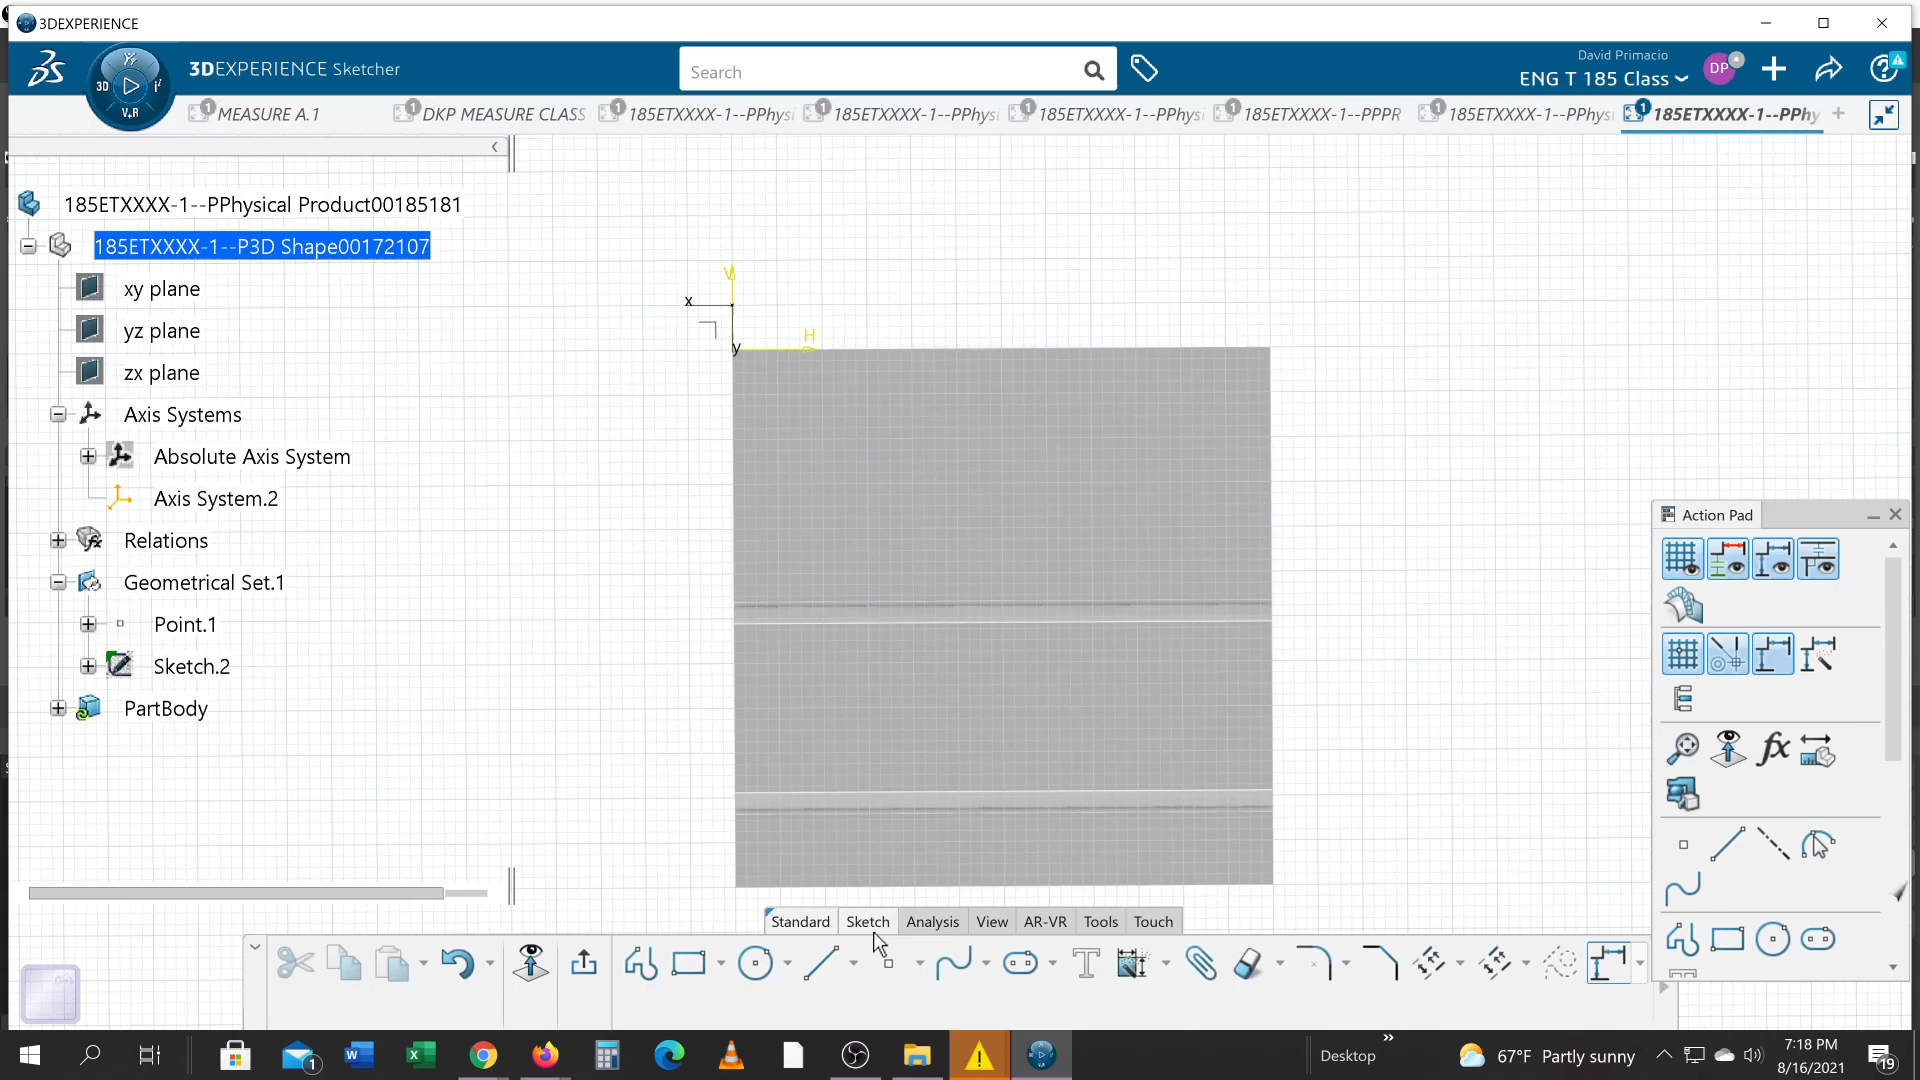 3DEXPERIENCE
3DEXPERIENCE Sketcher
Search
David Primacio
ENG T 185 Class
DP
3D
V.R
MEASURE A.1
DKP MEASURE CLASS
185ETXXXX-1--PPhysi
185ETXXXX-1--PPhysi
185ETXXXX-1--PPhysi
185ETXXXX-1--PPPR
185ETXXXX-1--PPhysi
185ETXXXX-1--PPhy
185ETXXXX-1--PPhysical Product00185181
185ETXXXX-1--P3D Shape00172107
xy plane
yz plane
zx plane
Axis Systems
Absolute Axis System
Axis System.2
Relations
Geometrical Set.1
Point.1
Sketch.2
PartBody
V
x
H
y
Action Pad
fx
Standard
Sketch
Analysis
View
AR-VR
Tools
Touch
Desktop
67°F Partly sunny
7:18 PM
8/16/2021
19